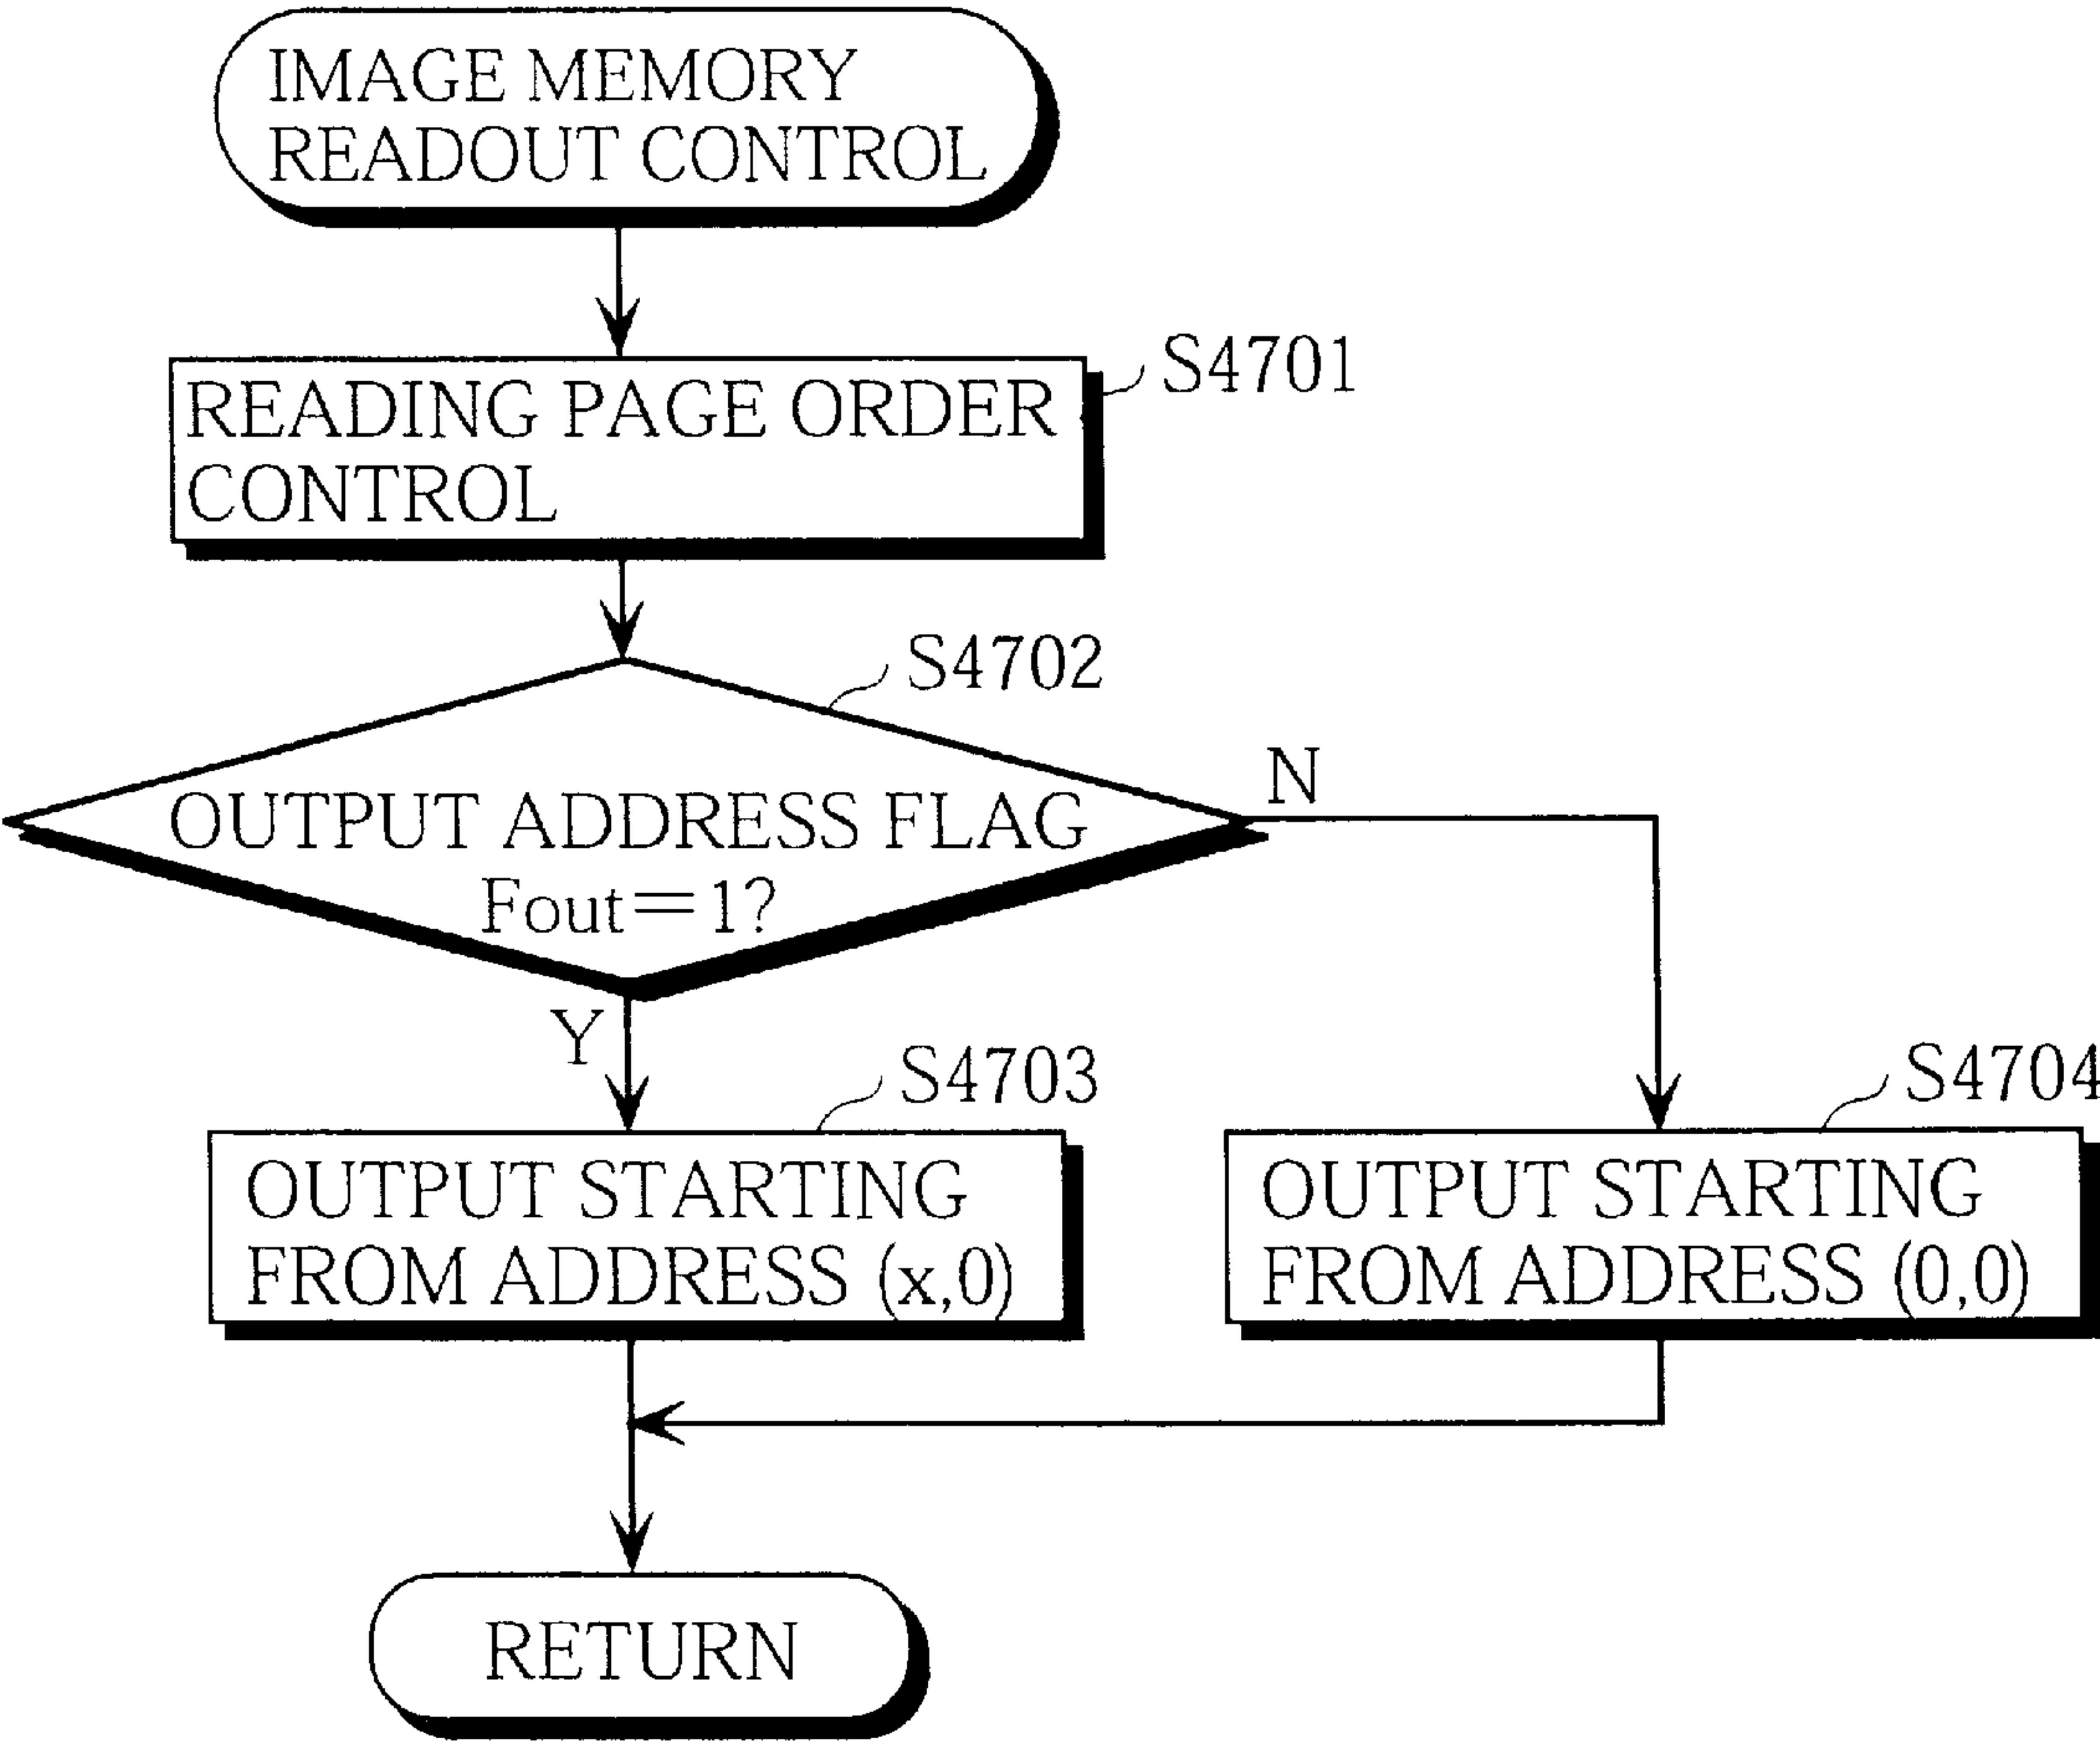 IMAGE MEMORY
READOUT CONTROL
S4701
READING PAGE ORDER
CONTROL
S4702
OUTPUT ADDRESS FLAG
Fout=1?
N
Y
S4703
OUTPUT STARTING
FROM ADDRESS (x,0)
S4704
OUTPUT STARTING
FROM ADDRESS (0,0)
RETURN